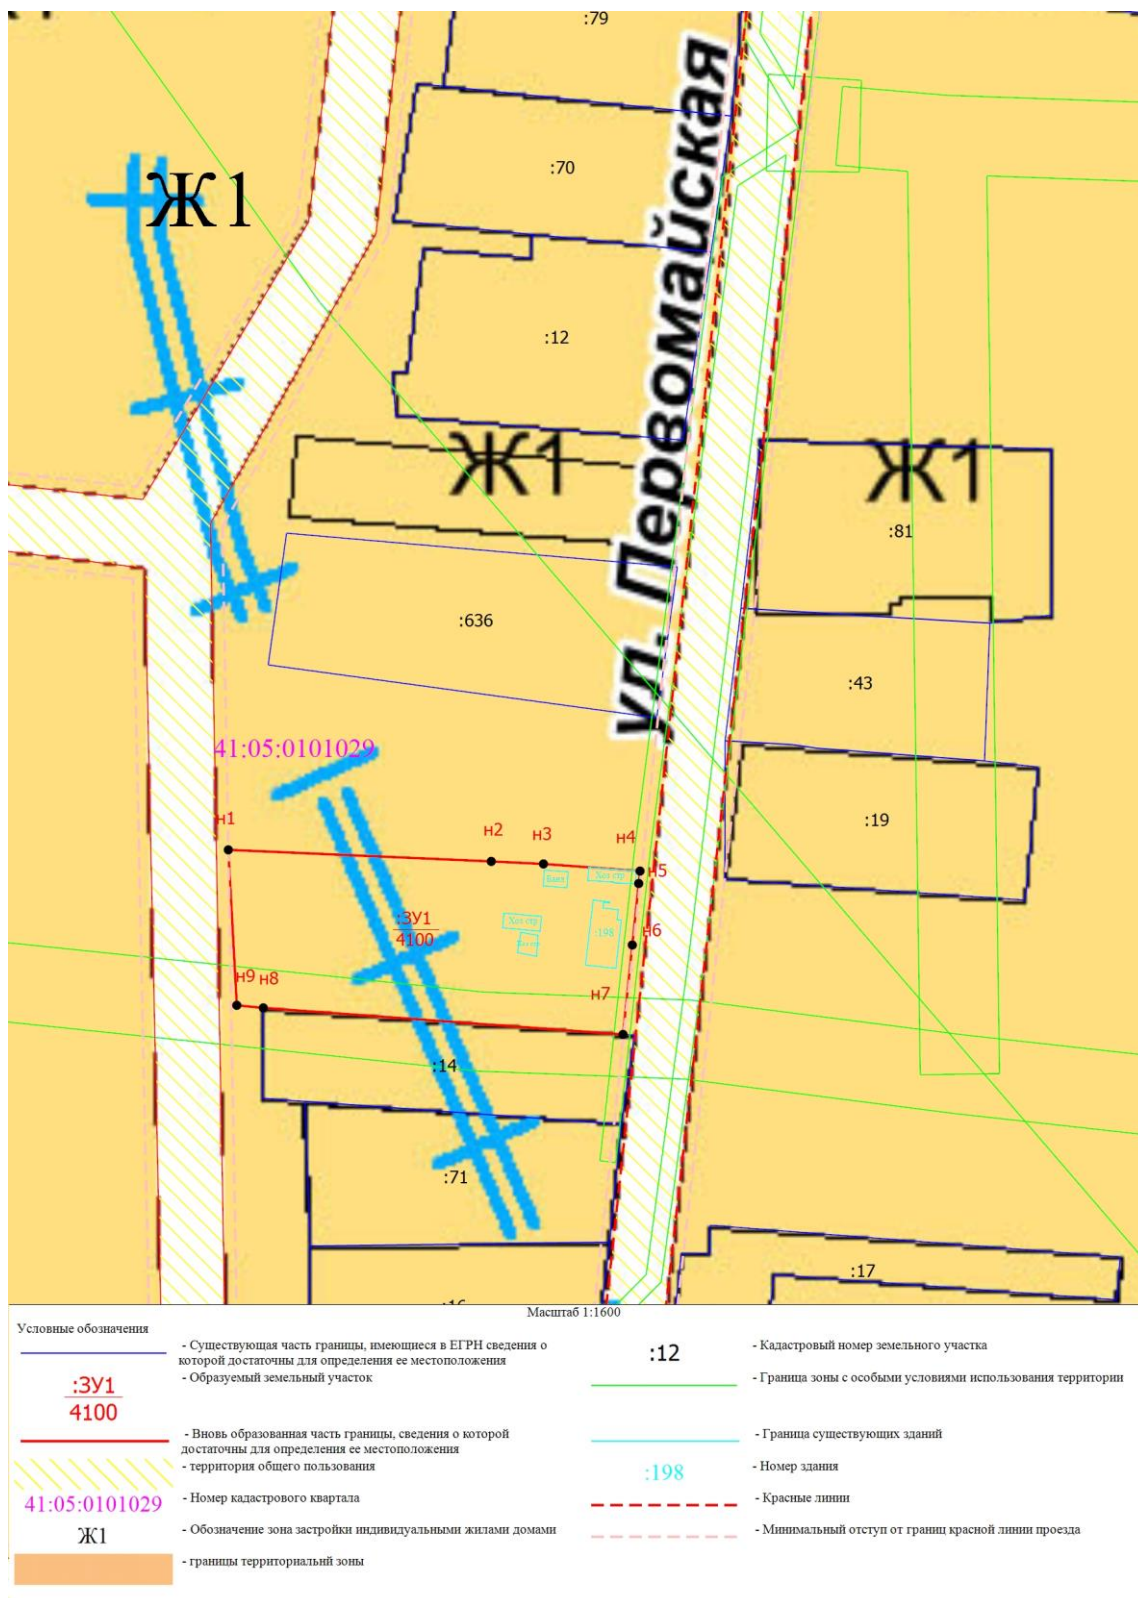 :79
:70
Ж1
ул. Первомайская
:12
Ж1
Ж1
:81
:636
:43
41:05:0101029
:19
н1
н2
н3
н4
н5
Хоз стр
Хоз стр
:198
:ЗУ1
4100
н6
н9
н8
н7
:14
:71
:17
Масштаб 1:1600
Условные обозначения
- Существующая часть границы, имеющиеся в ЕГРН сведения о
которой достаточны для определения ее местоположения
:ЗУ1
4100
- Образуемый земельный участок
- Вновь образованная часть границы, сведения о которой
достаточны для определения ее местоположения
- территория общего пользования
41:05:0101029
- Номер кадастрового квартала
Ж1
- Обозначение зона застройки индивидуальными жилами домами
- границы территориальнй зоны
:12
- Кадастровый номер земельного участка
- Граница зоны с особыми условиями использования территории
- Граница существующих зданий
:198
- Номер здания
- Красные линии
- Минимальный отступ от границ красной линии проезда